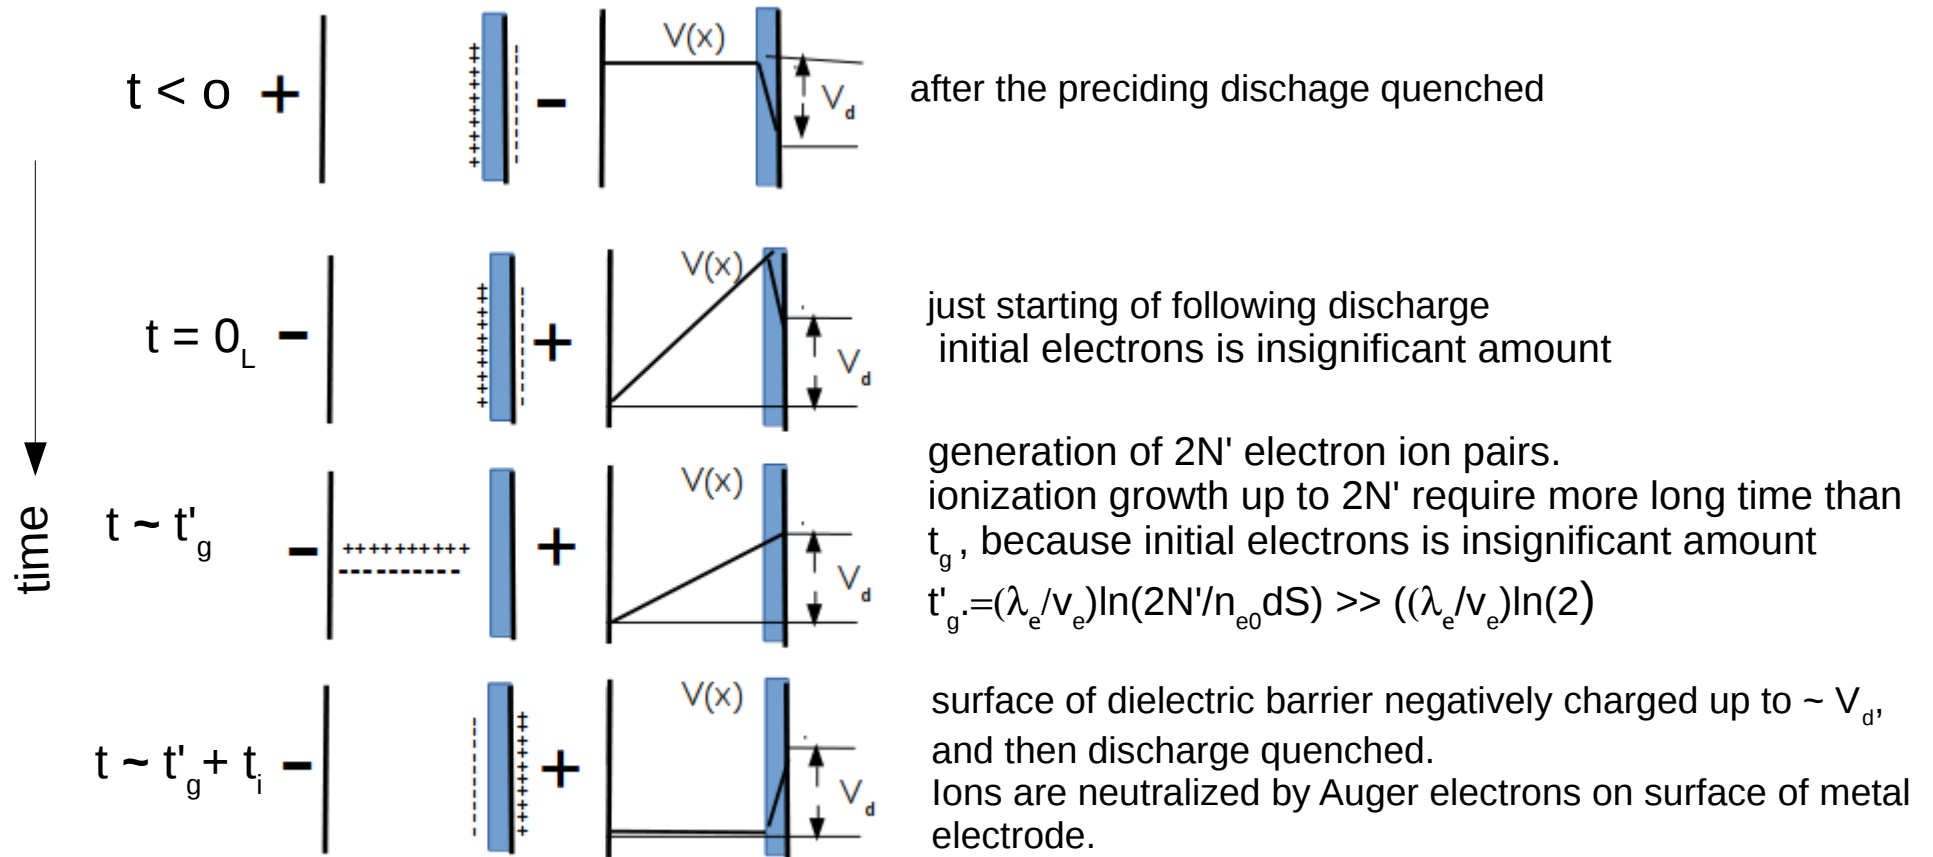 t < o + - V(x) V_d after the preciding dischage quenched
+++++++++++ -----------
t = 0_L - + V(x) V_d
just starting of following discharge
initial electrons is insignificant amount
+++++++++++ -----------
time
t ~ t'_g - + V(x) V_d
++++++++++
----------
generation of 2N' electron ion pairs.
ionization growth up to 2N' require more long time than
t_g , because initial electrons is insignificant amount
t'_g.=(λ_e/v_e)ln(2N'/n_e0dS) >> ((λ_e/v_e)ln(2)
t ~ t'_g+ t_i - + V(x) V_d
----------- +++++++++++
surface of dielectric barrier negatively charged up to ~ V_d,
and then discharge quenched.
Ions are neutralized by Auger electrons on surface of metal
electrode.